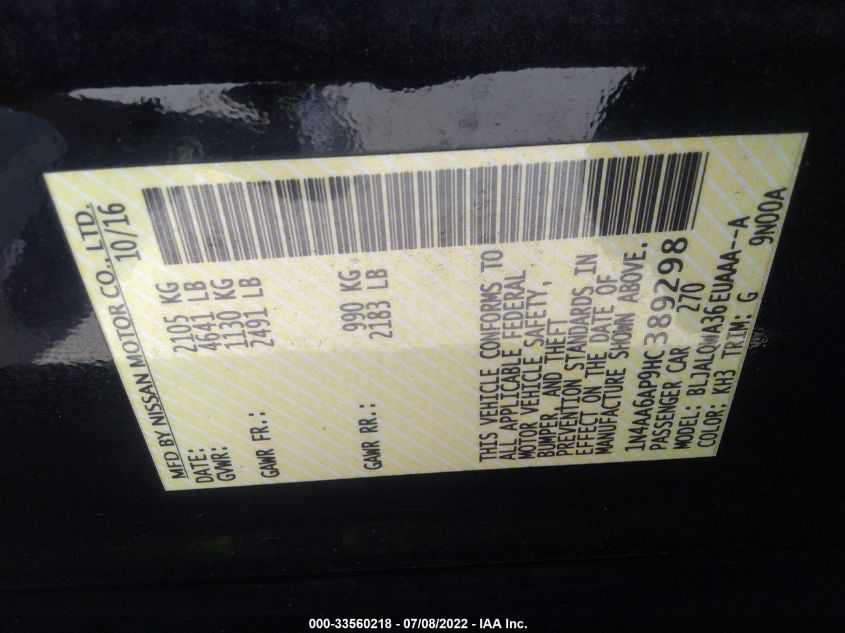 MFD BY NISSAN MOTOR CO., LTD.
DATE: 10/16
GVWR: 2105 KG
4641 LB
GAWR FR.: 1130 KG
2491 LB
GAWR RR.: 990 KG
2183 LB
THIS VEHICLE CONFORMS TO
ALL APPLICABLE FEDERAL
MOTOR VEHICLE SAFETY,
BUMPER, AND THEFT
PREVENTION STANDARDS IN
EFFECT ON THE DATE OF
MANUFACTURE SHOWN ABOVE.
1N4AA6AP9HC389298
PASSENGER CAR 270
MODEL: BLJALOWA36EUAAA--A
COLOR: KH3 TRIM: G 9N00A
000-33560218 - 07/08/2022 - IAA Inc.